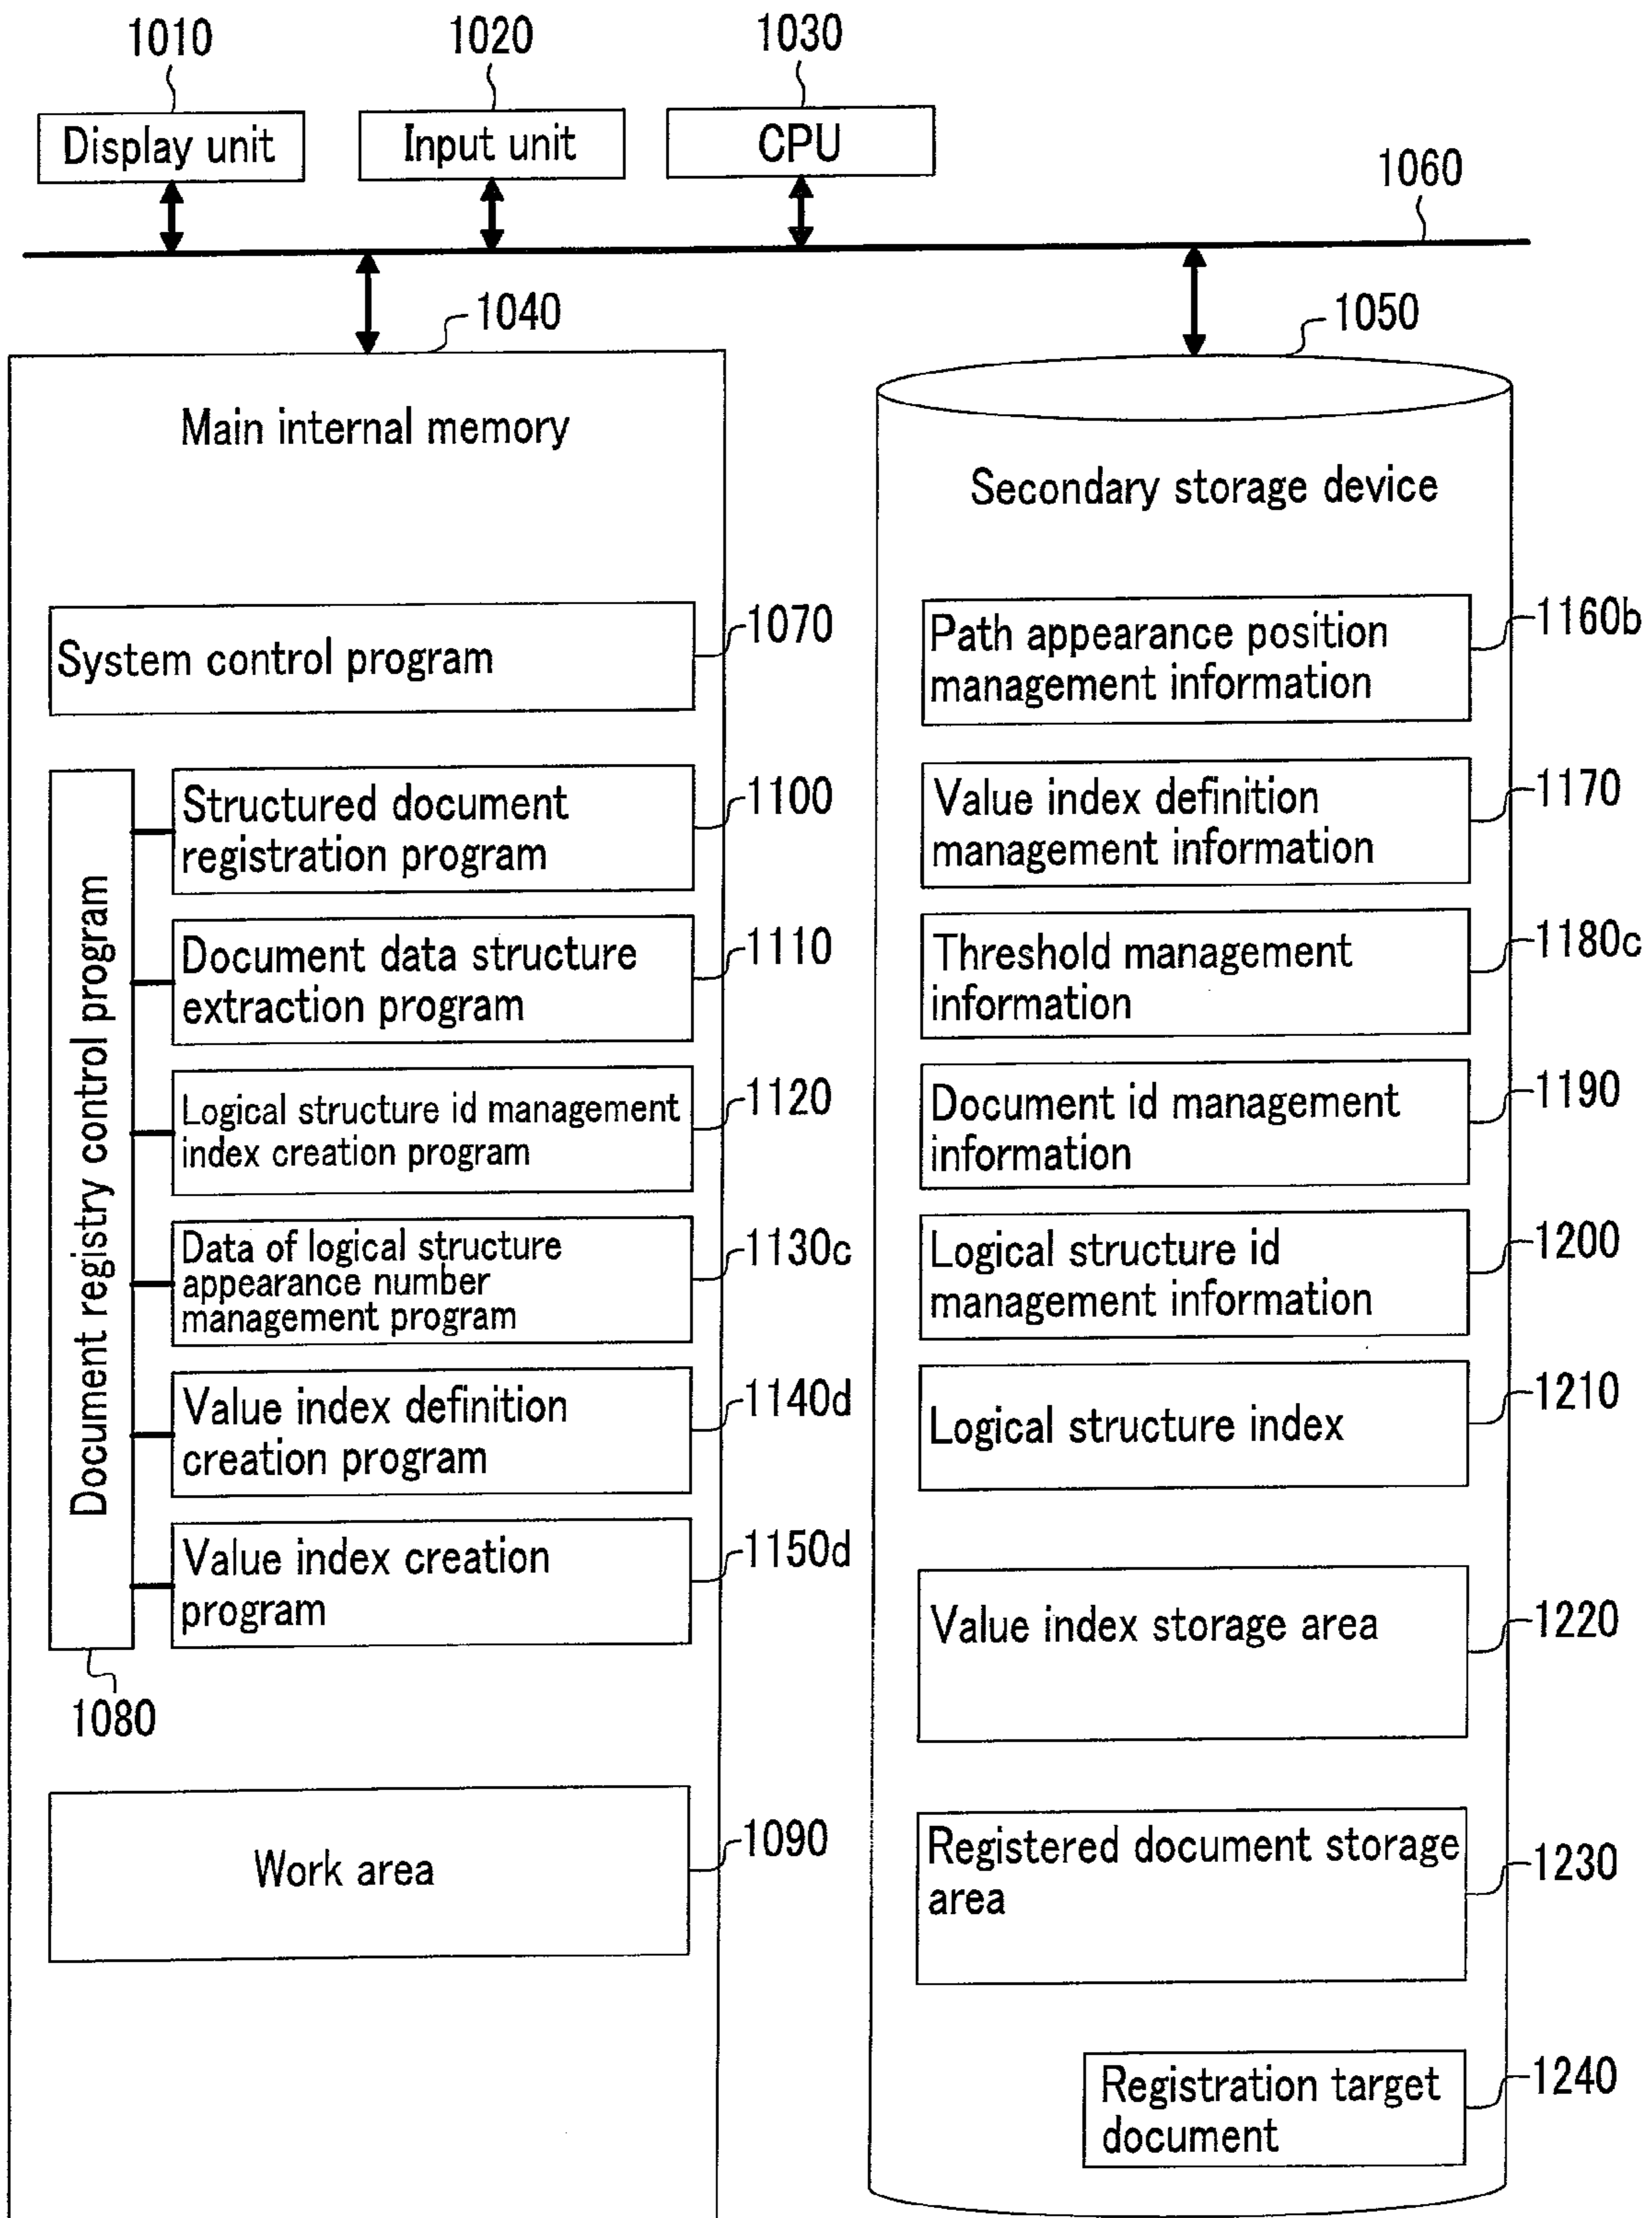 1010
1020
1030
Display unit
Input unit
CPU
1060
1040
1050
Main internal memory
Secondary storage device
System control program
1070
Document registry control program
1080
Structured document
registration program
1100
Document data structure
extraction program
1110
Logical structure id management
index creation program
1120
Data of logical structure
appearance number
management program
1130c
Value index definition
creation program
1140d
Value index creation
program
1150d
Work area
1090
Path appearance position
management information
1160b
Value index definition
management information
1170
Threshold management
information
1180c
Document id management
information
1190
Logical structure id
management information
1200
Logical structure index
1210
Value index storage area
1220
Registered document storage
area
1230
Registration target
document
1240